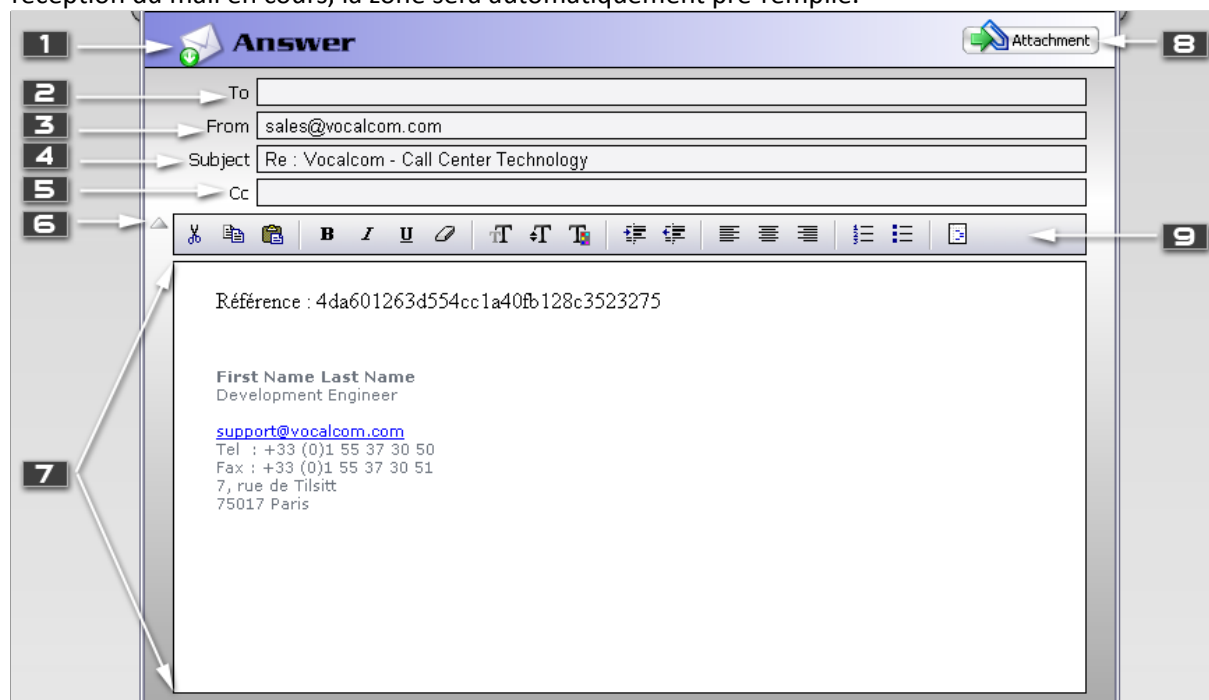 réception du mail en cours, la zone sera automatiquement pré-remplie.
1 Answer Attachment 8
2 To
3 From sales@vocalcom.com
4 Subject Re : Vocalcom - Call Center Technology
5 Cc
6 B I U T T T 9
Référence : 4da601263d554cc1a40fb128c3523275
First Name Last Name
Development Engineer
support@vocalcom.com
Tel : +33 (0)1 55 37 30 50
Fax : +33 (0)1 55 37 30 51
7 7, rue de Tilsitt
75017 Paris